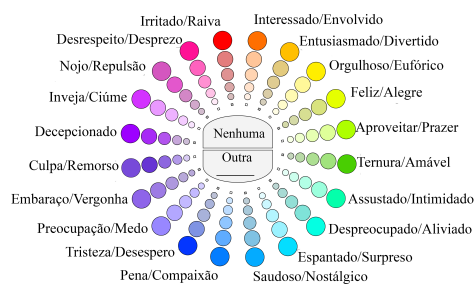 Irritado/Raiva
Interessado/Envolvido
Desrespeito/Desprezo
Entusiasmado/Divertido
Nojo/Repulsão
Orgulhoso/Eufórico
Inveja/Ciúme
Feliz/Alegre
Decepcionado
Nenhuma
Aproveitar/Prazer
Culpa/Remorso
Outra
Ternura/Amável
Embaraço/Vergonha
Assustado/Intimidado
Preocupação/Medo
Despreocupado/Aliviado
Tristeza/Desespero
Espantado/Surpreso
Pena/Compaixão
Saudoso/Nostálgico